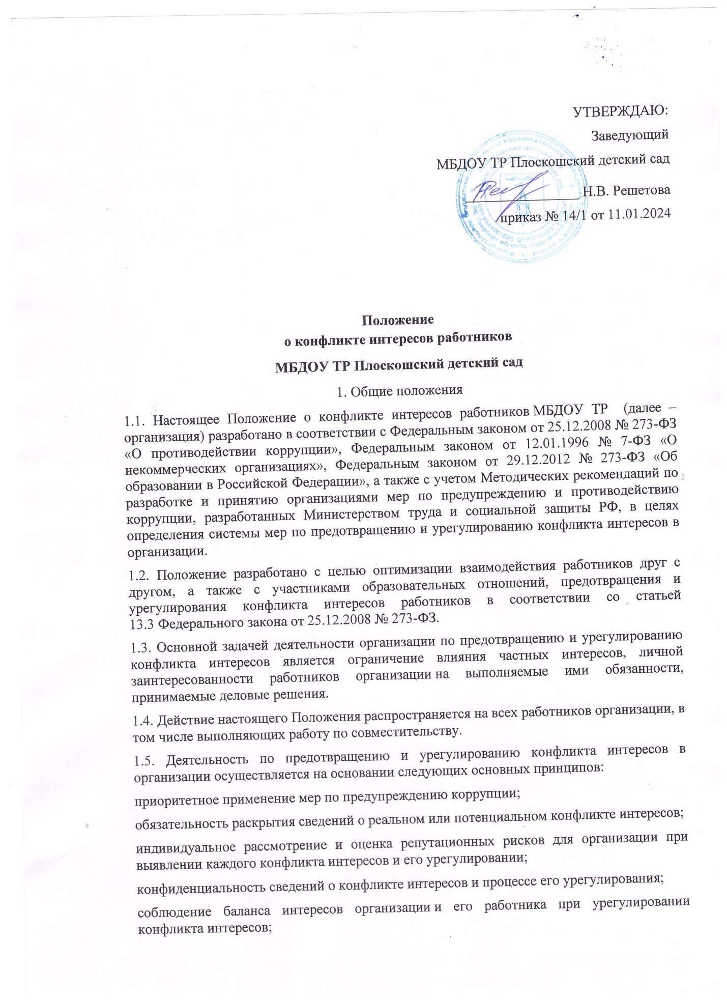 УТВЕРЖДАЮ:
Заведующий
МБДОУ ТР Плоскошский детский сад
Н.В. Решетова
приказ № 14/1 от 11.01.2024
Положение
о конфликте интересов работников
МБДОУ ТР Плоскошский детский сад
1. Общие положения
1.1. Настоящее Положение о конфликте интересов работников МБДОУ ТР (далее –
организация) разработано в соответствии с Федеральным законом от 25.12.2008 № 273-ФЗ
«О противодействии коррупции», Федеральным законом от 12.01.1996 № 7-ФЗ «О
некоммерческих организациях», Федеральным законом от 29.12.2012 № 273-ФЗ «Об
образовании в Российской Федерации», а также с учетом Методических рекомендаций по
разработке и принятию организациями мер по предупреждению и противодействию
коррупции, разработанных Министерством труда и социальной защиты РФ, в целях
определения системы мер по предотвращению и урегулированию конфликта интересов в
организации.
1.2. Положение разработано с целью оптимизации взаимодействия работников друг с
другом, а также с участниками образовательных отношений, предотвращения и
урегулирования конфликта интересов работников в соответствии со статьей
13.3 Федерального закона от 25.12.2008 № 273-ФЗ.
1.3. Основной задачей деятельности организации по предотвращению и урегулированию
конфликта интересов является ограничение влияния частных интересов, личной
заинтересованности работников организации на выполняемые ими обязанности,
принимаемые деловые решения.
1.4. Действие настоящего Положения распространяется на всех работников организации, в
том числе выполняющих работу по совместительству.
1.5. Деятельность по предотвращению и урегулированию конфликта интересов в
организации осуществляется на основании следующих основных принципов:
приоритетное применение мер по предупреждению коррупции;
обязательность раскрытия сведений о реальном или потенциальном конфликте интересов;
индивидуальное рассмотрение и оценка репутационных рисков для организации при
выявлении каждого конфликта интересов и его урегулировании;
конфиденциальность сведений о конфликте интересов и процессе его урегулирования;
соблюдение баланса интересов организации и его работника при урегулировании
конфликта интересов;